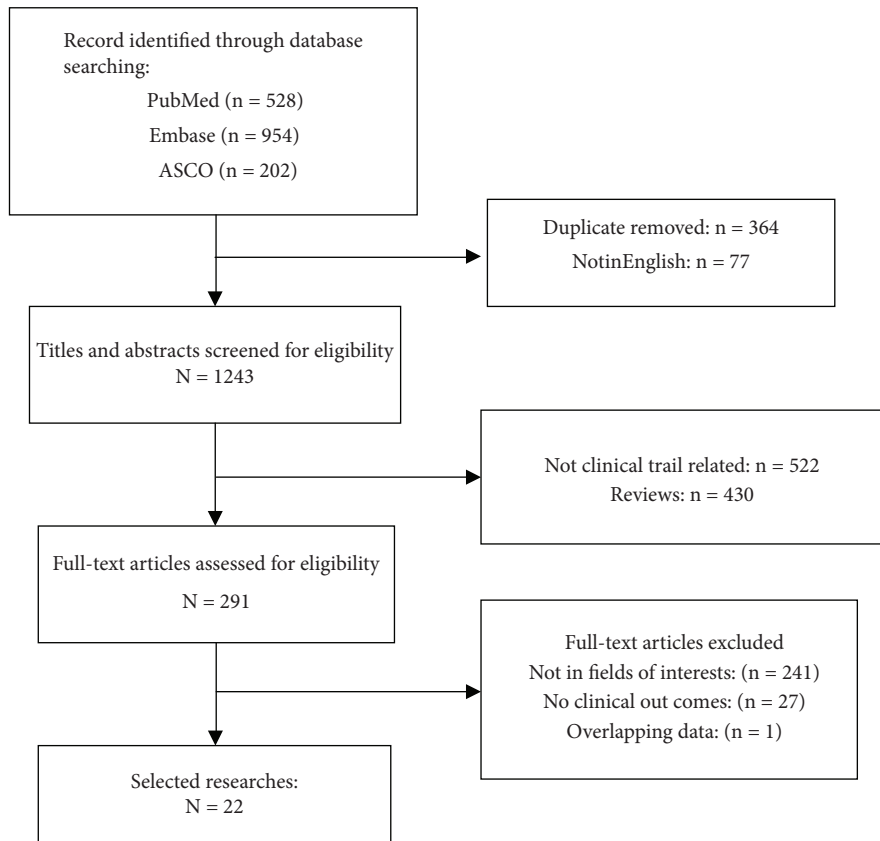 Record identified through database
searching:
PubMed (n = 528)
Embase (n = 954)
ASCO (n = 202)
Duplicate removed: n = 364
NotinEnglish: n = 77
Titles and abstracts screened for eligibility
N = 1243
Not clinical trail related: n = 522
Reviews: n = 430
Full-text articles assessed for eligibility
N = 291
Full-text articles excluded
Not in fields of interests: (n = 241)
No clinical out comes: (n = 27)
Overlapping data: (n = 1)
Selected researches:
N = 22